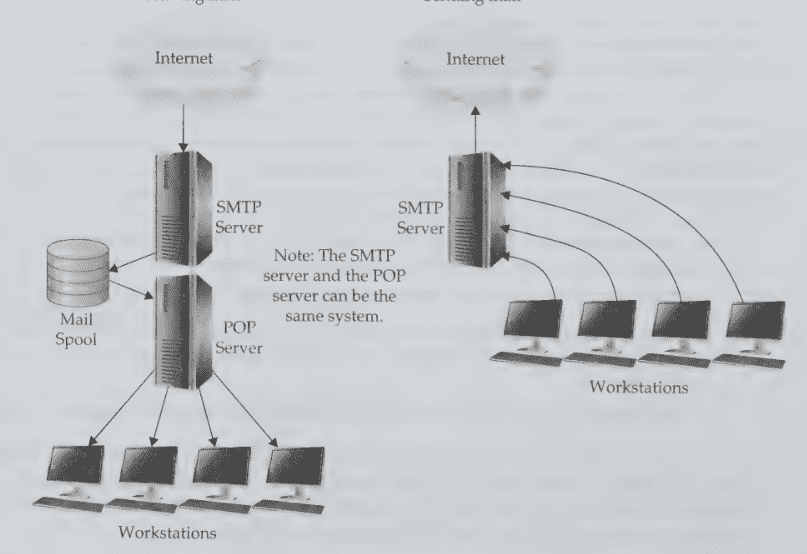 Internet
SMTP
Server
Mail
Spool
POP
Server
Workstations
Note: The SMTP
server and the POP
server can be the
same system.
Internet
SMTP
Server
Workstations